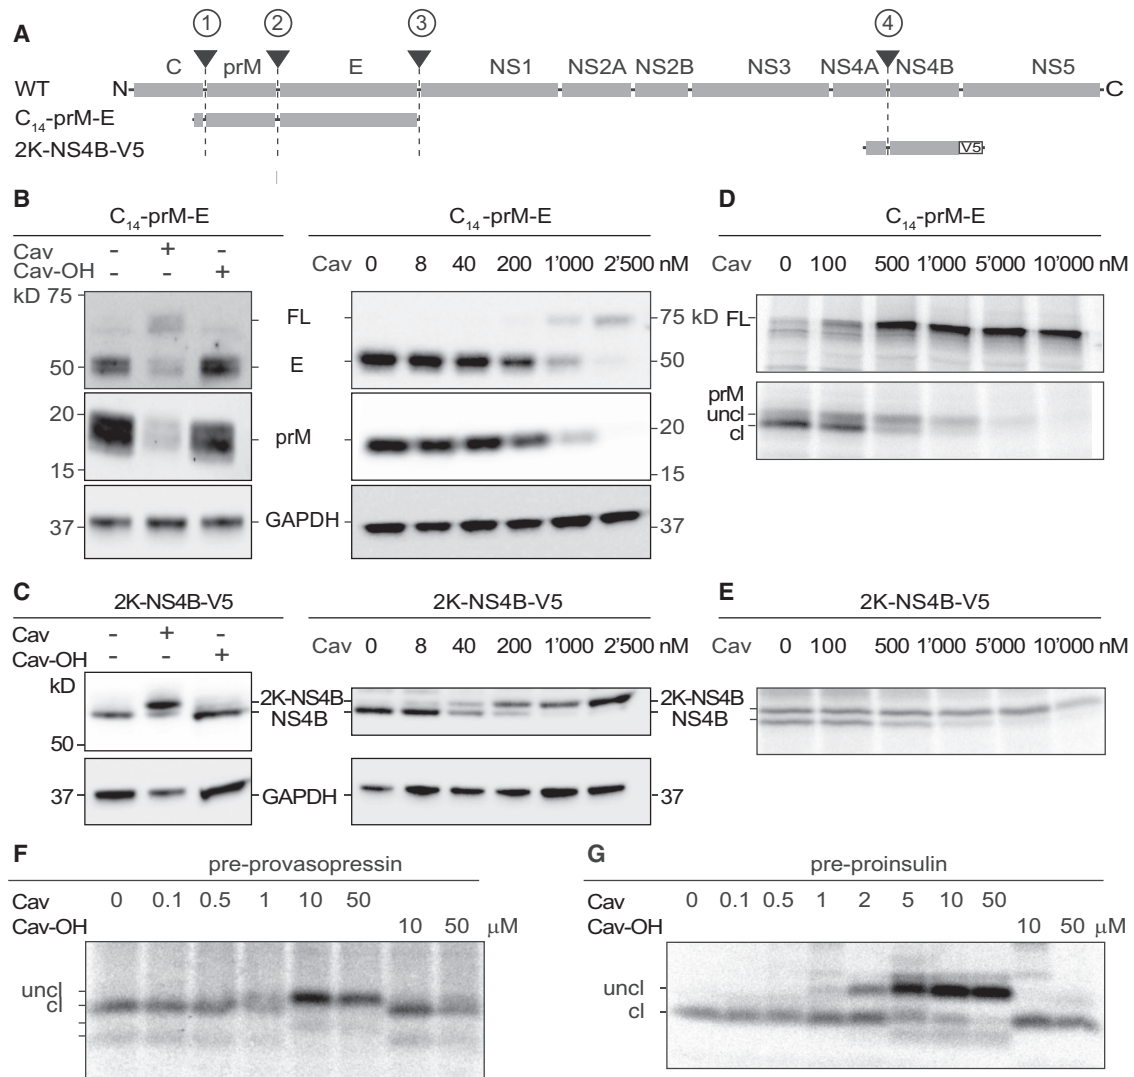 A
1 2 3 4
C prM E NS1 NS2A NS2B NS3 NS4A NS4B NS5
WT N C
C14-prM-E
2K-NS4B-V5 V5
B
C14-prM-E
Cav - + -
Cav-OH - - +
kD 75
50
20
15
37
FL
E
prM
GAPDH
C14-prM-E
Cav 0 8 40 200 1'000 2'500 nM
75 kD
50
20
15
37
D
C14-prM-E
Cav 0 100 500 1'000 5'000 10'000 nM
FL
prM
uncl
cl
C
2K-NS4B-V5
Cav - + -
Cav-OH - - +
kD
50
37
2K-NS4B
NS4B
GAPDH
2K-NS4B-V5
Cav 0 8 40 200 1'000 2'500 nM
37
E
2K-NS4B-V5
Cav 0 100 500 1'000 5'000 10'000 nM
2K-NS4B
NS4B
F
pre-provasopressin
Cav 0 0.1 0.5 1 10 50
Cav-OH 10 50 μM
uncl
cl
G
pre-proinsulin
Cav 0 0.1 0.5 1 2 5 10 50
Cav-OH 10 50 μM
uncl
cl